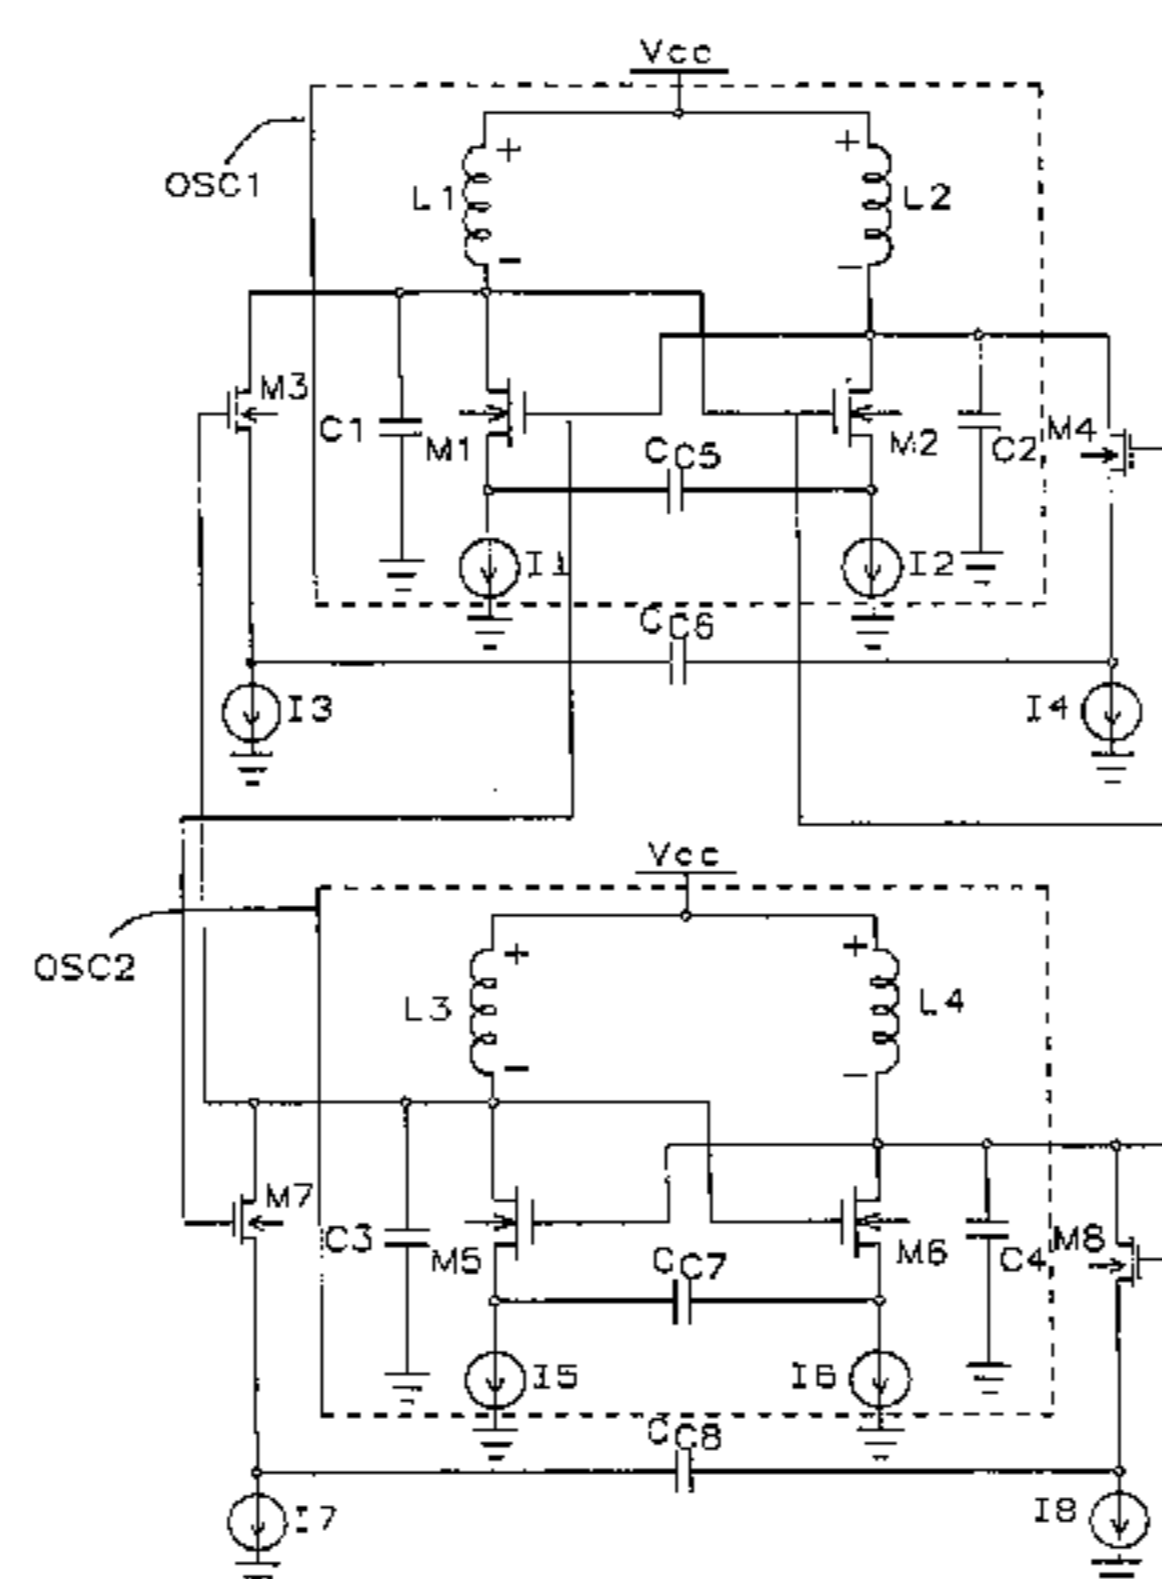 Vcc
OSC1
L1 + - + - L2
M3
C1
M1
CC5
M2
C2
M4
I1
I2
CC6
I3
I4
Vcc
OSC2
L3 + - + - L4
M7
C3
M5
CC7
M6
C4
M8
I5
I6
CC8
I7
I8